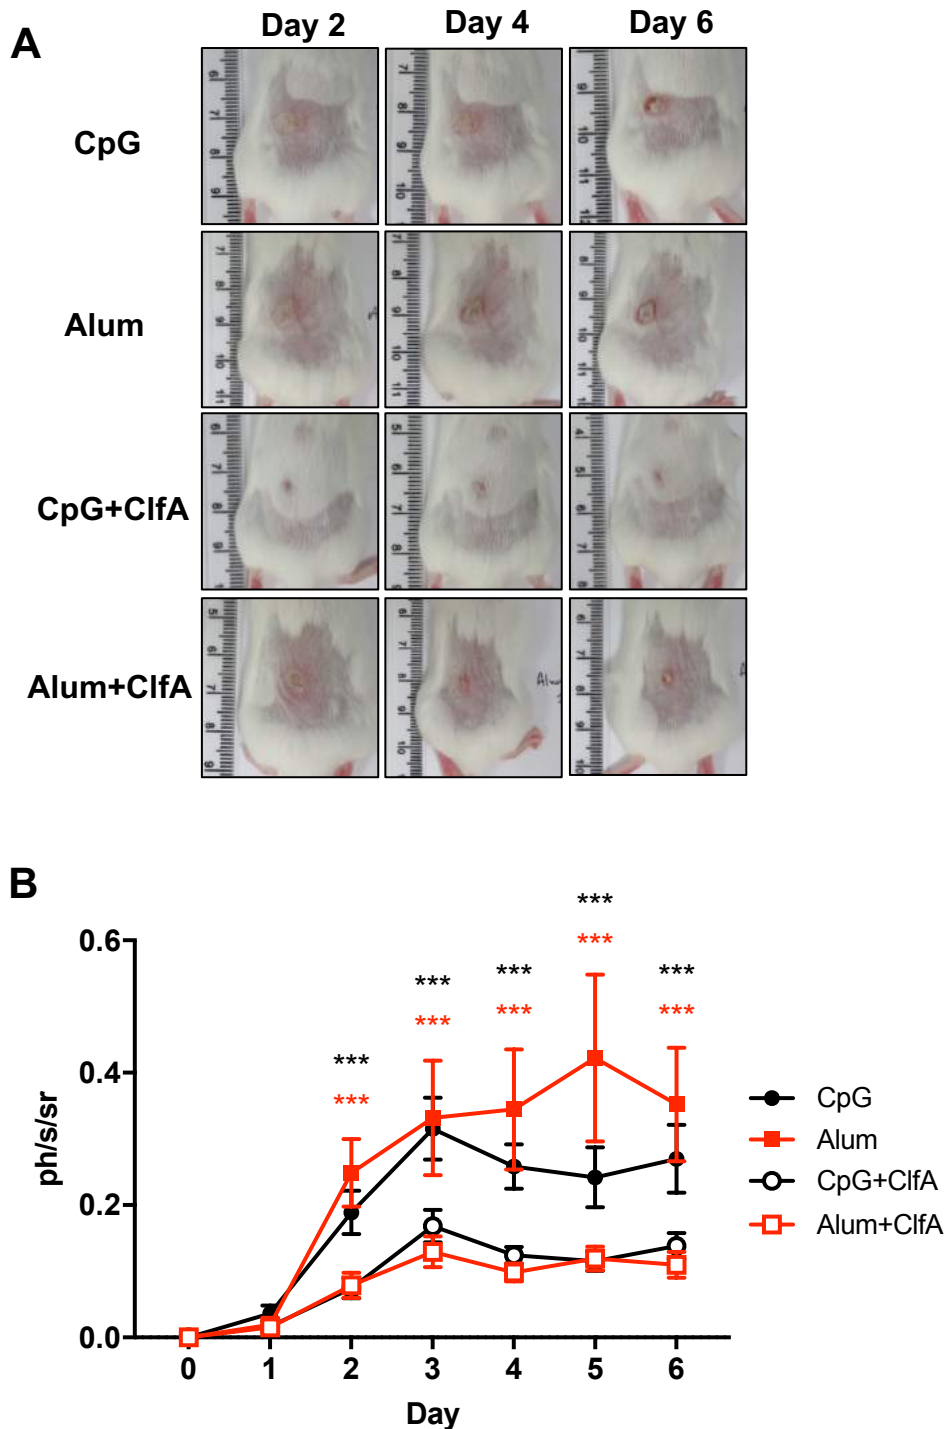 A
Day 2 Day 4 Day 6
CpG
Alum
CpG+ClfA
Alum+ClfA
B
*** 
***
*** *** ***
*** *** ***
***
***
0.6
0.4
0.2
0.0
ph/s/sr
0 1 2 3 4 5 6
Day
CpG
Alum
CpG+ClfA
Alum+ClfA